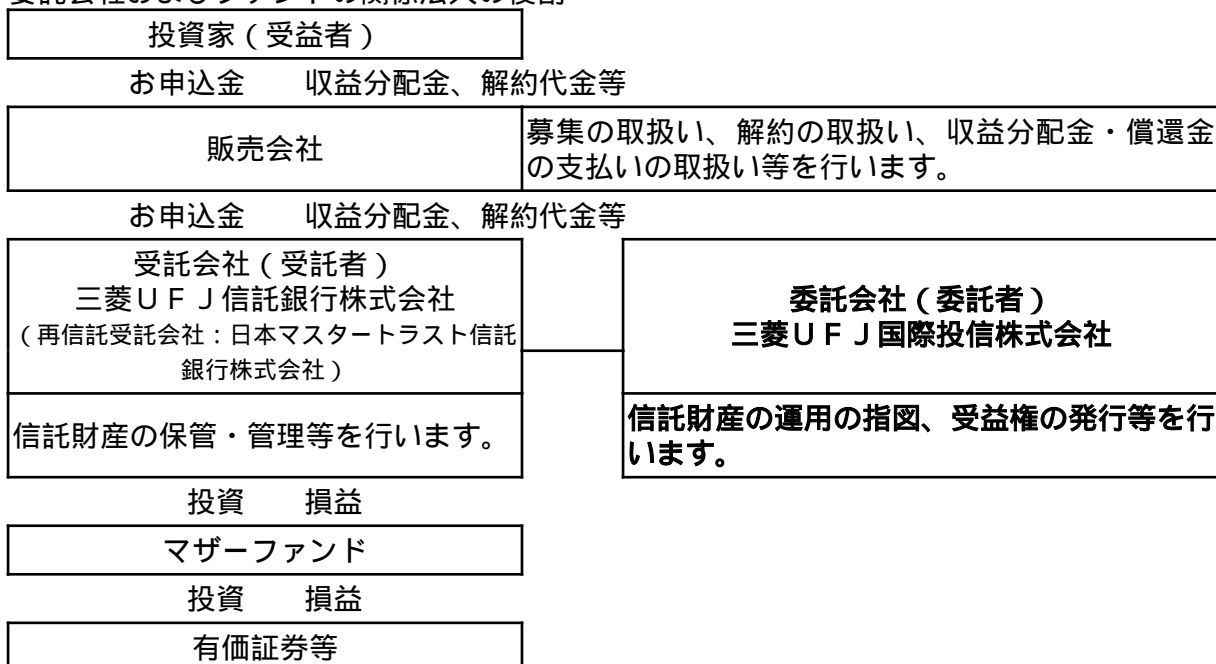 投資家（受益者）
お申込金　　収益分配金、解約代金等
販売会社
募集の取扱い、解約の取扱い、収益分配金・償還金
の支払いの取扱い等を行います。
お申込金　　収益分配金、解約代金等
受託会社（受託者）
三菱ＵＦＪ信託銀行株式会社
（再信託受託会社：日本マスタートラスト信託
銀行株式会社）
委託会社（委託者）
三菱ＵＦＪ国際投信株式会社
信託財産の保管・管理等を行います。
信託財産の運用の指図、受益権の発行等を行
います。
投資　　損益
マザーファンド
投資　　損益
有価証券等